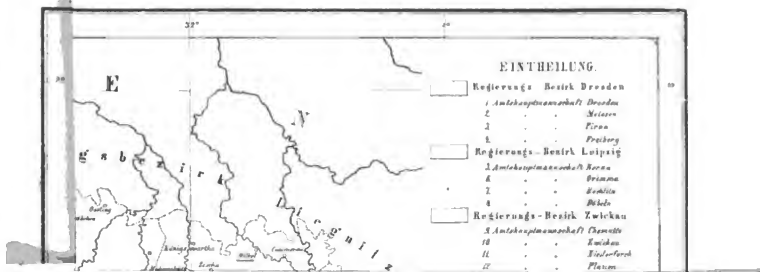 32°
E
N
gsbezirk
Liegnitz
Königswartha
EINTHEILUNG.
Regierungs-Bezirk Dresden
1. Amtshauptmannschaft Dresden
2. " " Meissen
3. " " Pirna
4. " " Freiberg
Regierungs-Bezirk Leipzig
5. Amtshauptmannschaft Borna
6. " " Grimma
7. " " Rochlitz
8. " " Döbeln
Regierungs-Bezirk Zwickau
9. Amtshauptmannschaft Chemnitz
10. " " Zwickau
11. " " Niederforch
12. " " Plauen